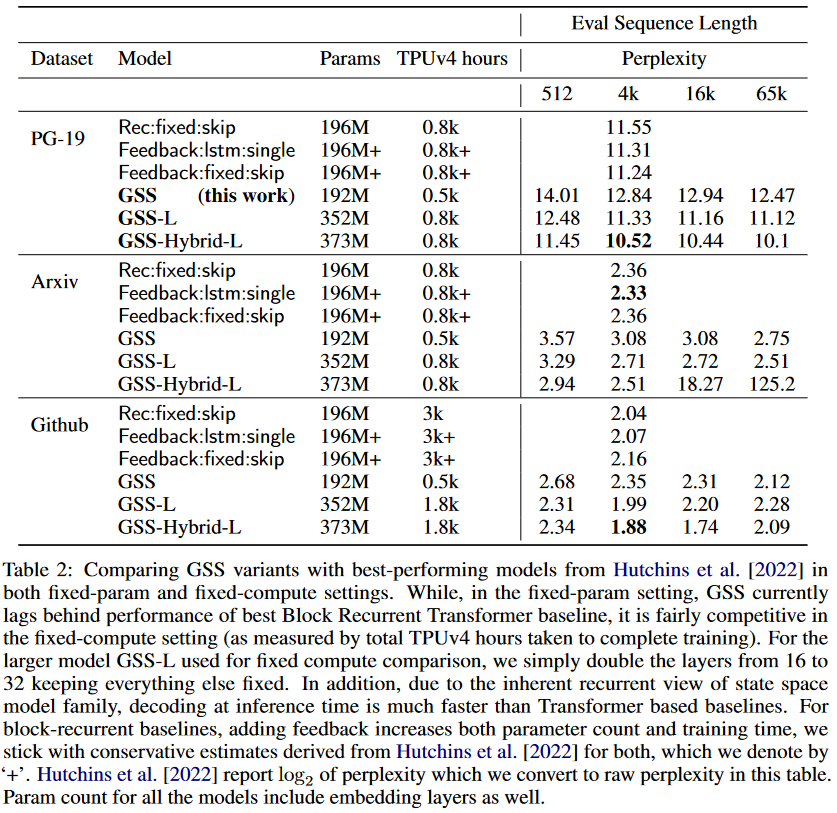 Eval Sequence Length
Dataset Model Params TPUv4 hours Perplexity
512 4k 16k 65k
PG-19
Rec:fixed:skip 196M 0.8k 11.55
Feedback:lstm:single 196M+ 0.8k+ 11.31
Feedback:fixed:skip 196M+ 0.8k+ 11.24
GSS (this work) 192M 0.5k 14.01 12.84 12.94 12.47
GSS-L 352M 0.8k 12.48 11.33 11.16 11.12
GSS-Hybrid-L 373M 0.8k 11.45 10.52 10.44 10.1
Arxiv
Rec:fixed:skip 196M 0.8k 2.36
Feedback:lstm:single 196M+ 0.8k+ 2.33
Feedback:fixed:skip 196M+ 0.8k+ 2.36
GSS 192M 0.5k 3.57 3.08 3.08 2.75
GSS-L 352M 0.8k 3.29 2.71 2.72 2.51
GSS-Hybrid-L 373M 0.8k 2.94 2.51 18.27 125.2
Github
Rec:fixed:skip 196M 3k 2.04
Feedback:lstm:single 196M+ 3k+ 2.07
Feedback:fixed:skip 196M+ 3k+ 2.16
GSS 192M 0.5k 2.68 2.35 2.31 2.12
GSS-L 352M 1.8k 2.31 1.99 2.20 2.28
GSS-Hybrid-L 373M 1.8k 2.34 1.88 1.74 2.09
Table 2: Comparing GSS variants with best-performing models from Hutchins et al. [2022] in
both fixed-param and fixed-compute settings. While, in the fixed-param setting, GSS currently
lags behind performance of best Block Recurrent Transformer baseline, it is fairly competitive in
the fixed-compute setting (as measured by total TPUv4 hours taken to complete training). For the
larger model GSS-L used for fixed compute comparison, we simply double the layers from 16 to
32 keeping everything else fixed. In addition, due to the inherent recurrent view of state space
model family, decoding at inference time is much faster than Transformer based baselines. For
block-recurrent baselines, adding feedback increases both parameter count and training time, we
stick with conservative estimates derived from Hutchins et al. [2022] for both, which we denote by
‘+’. Hutchins et al. [2022] report log₂ of perplexity which we convert to raw perplexity in this table.
Param count for all the models include embedding layers as well.